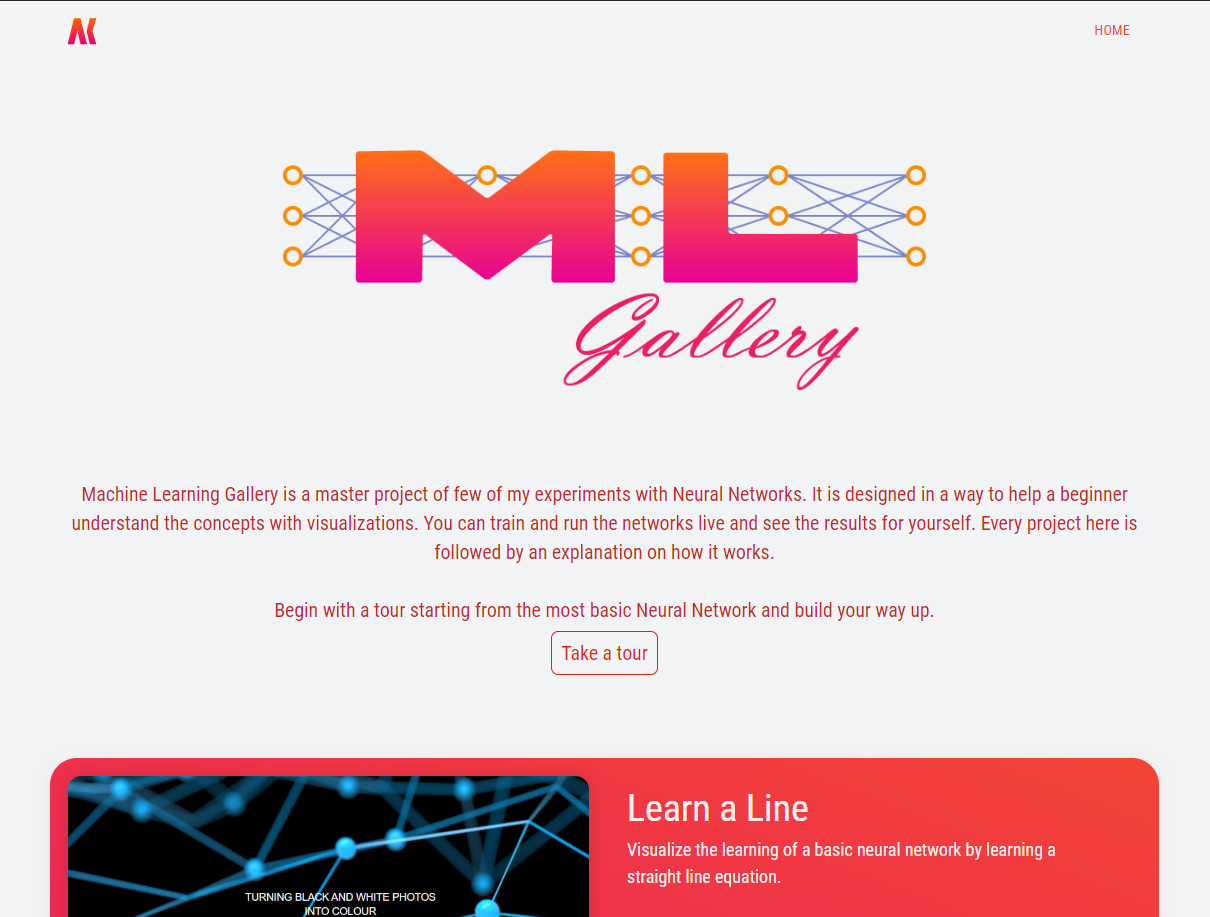 NK
HOME
ML
Gallery
Machine Learning Gallery is a master project of few of my experiments with Neural Networks. It is designed in a way to help a beginner
understand the concepts with visualizations. You can train and run the networks live and see the results for yourself. Every project here is
followed by an explanation on how it works.
Begin with a tour starting from the most basic Neural Network and build your way up.
Take a tour
Learn a Line
Visualize the learning of a basic neural network by learning a
straight line equation.
TURNING BLACK AND WHITE PHOTOS
INTO COLOUR